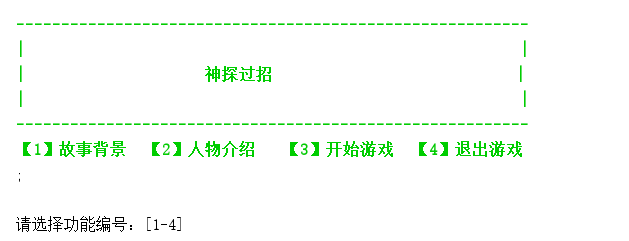 ---------------------------------------------------------
|                                                       |
|                    神探过招                           |
|                                                       |
---------------------------------------------------------
【1】故事背景  【2】人物介绍   【3】开始游戏  【4】退出游戏
;
请选择功能编号：[1-4]